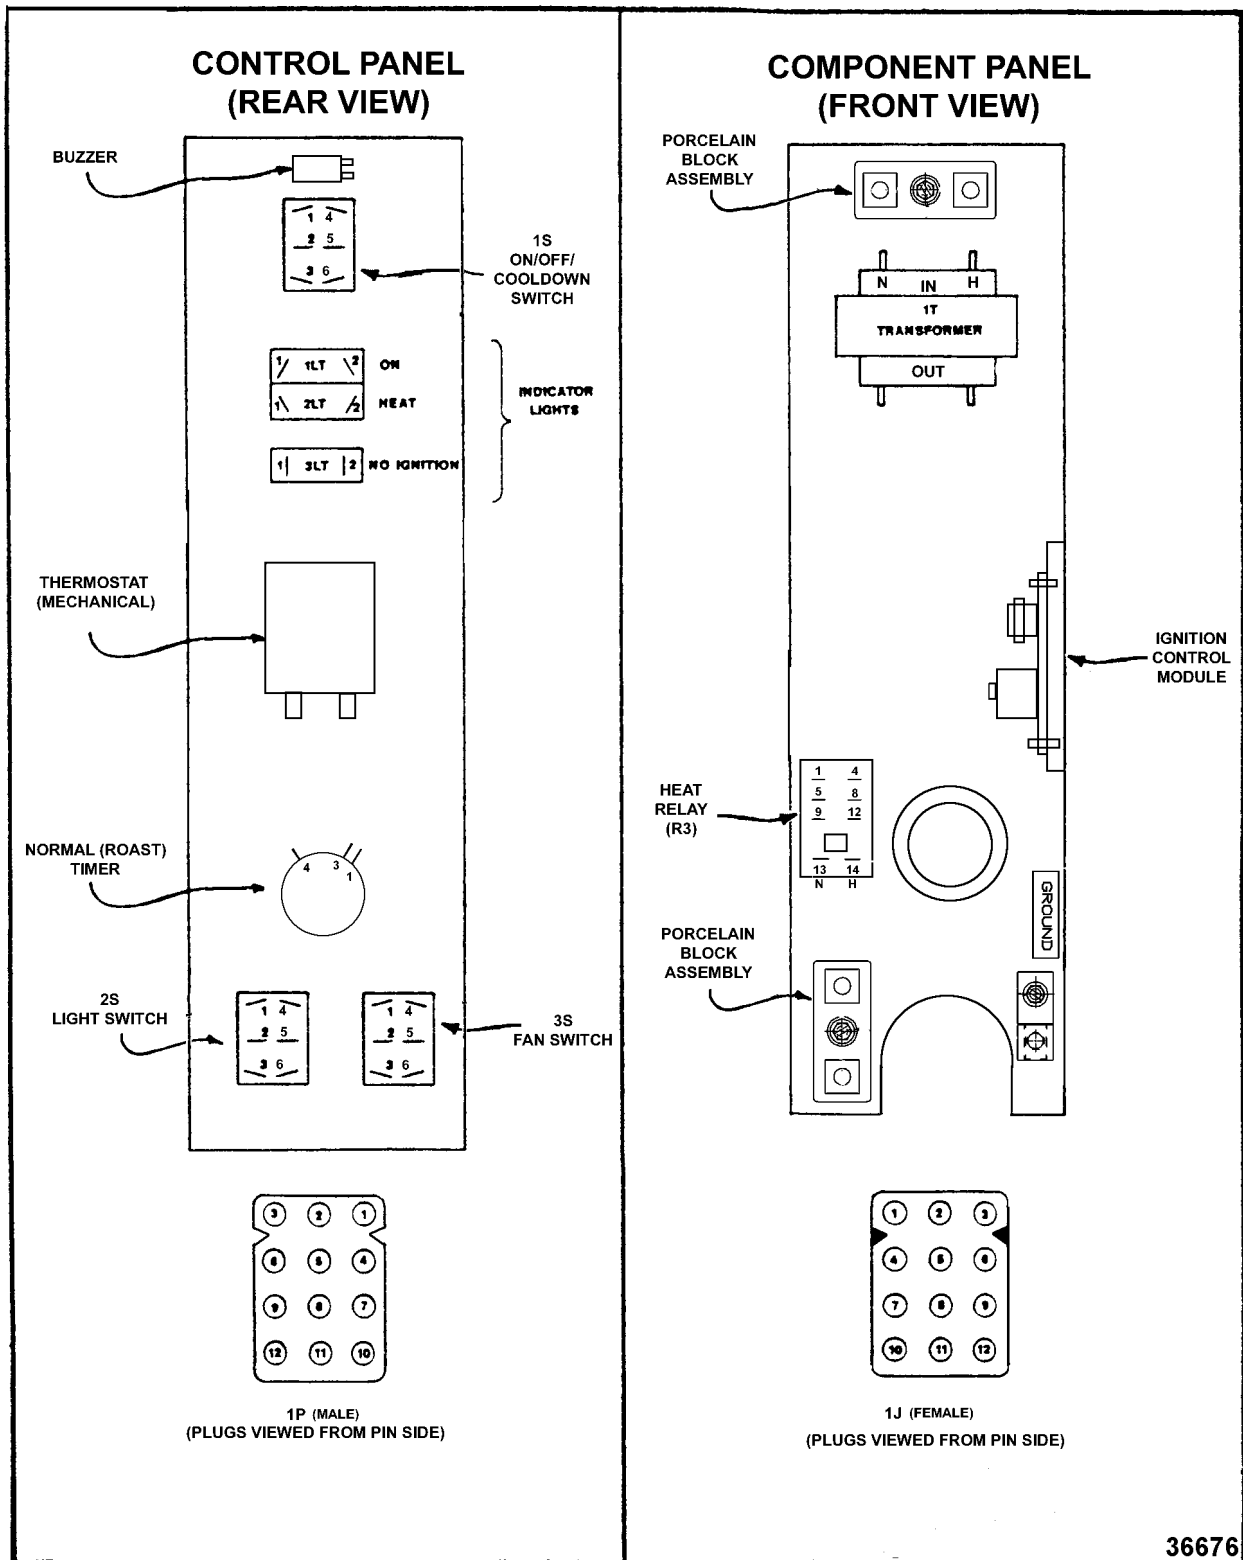 CONTROL PANEL
(REAR VIEW)
BUZZER
1 4
2 5
3 6
1S
ON/OFF/
COOLDOWN
SWITCH
1 1LT 2 ON
1 2LT 2 HEAT
1 3LT 2 NO IGNITION
INDICATOR
LIGHTS
THERMOSTAT
(MECHANICAL)
NORMAL (ROAST)
TIMER
4 3 1
2S
LIGHT SWITCH
1 4
2 5
3 6
1 4
2 5
3 6
3S
FAN SWITCH
3 2 1
6 5 4
9 8 7
12 11 10
1P (MALE)
(PLUGS VIEWED FROM PIN SIDE)
COMPONENT PANEL
(FRONT VIEW)
PORCELAIN
BLOCK
ASSEMBLY
N IN H
1T
TRANSFORMER
OUT
IGNITION
CONTROL
MODULE
HEAT
RELAY
(R3)
1 4
5 8
9 12
13 14
N H
GROUND
PORCELAIN
BLOCK
ASSEMBLY
1 2 3
4 5 6
7 8 9
10 11 12
1J (FEMALE)
(PLUGS VIEWED FROM PIN SIDE)
36676